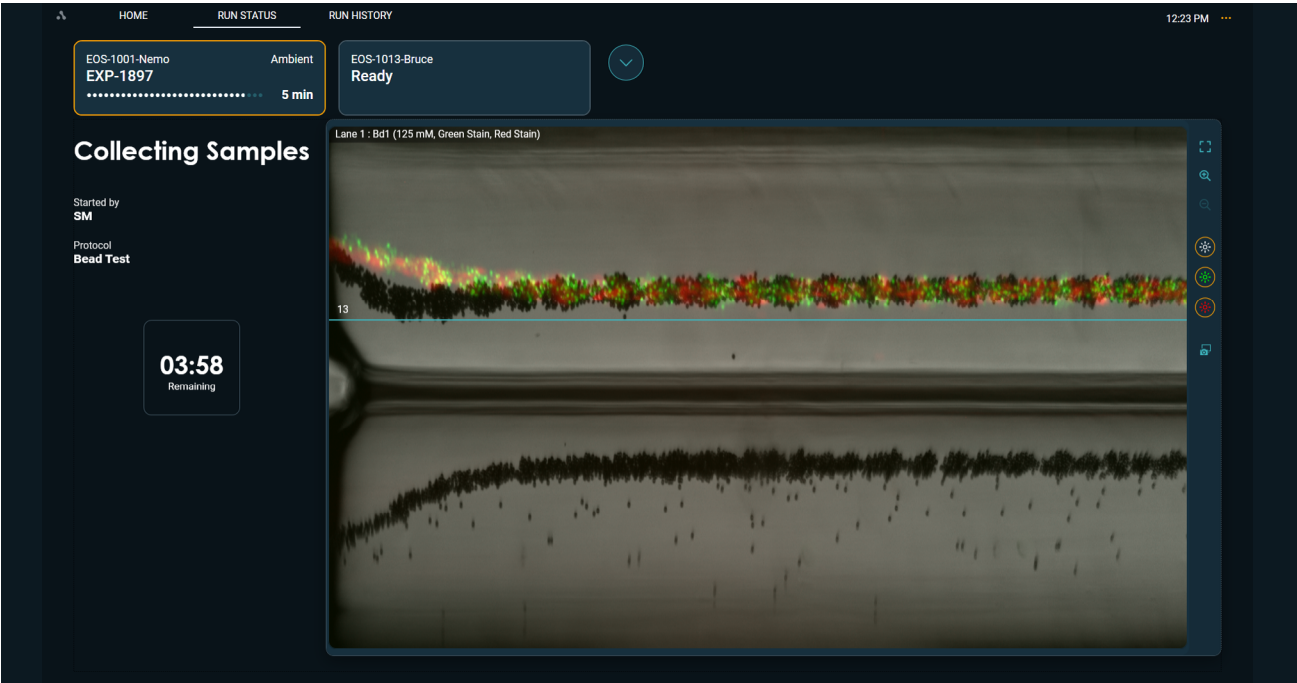 HOME RUN STATUS RUN HISTORY 12:23 PM
EOS-1001-Nemo Ambient
EXP-1897
5 min
EOS-1013-Bruce
Ready
Collecting Samples
Started by
SM
Protocol
Bead Test
03:58
Remaining
Lane 1 : Bd1 (125 mM, Green Stain, Red Stain)
13